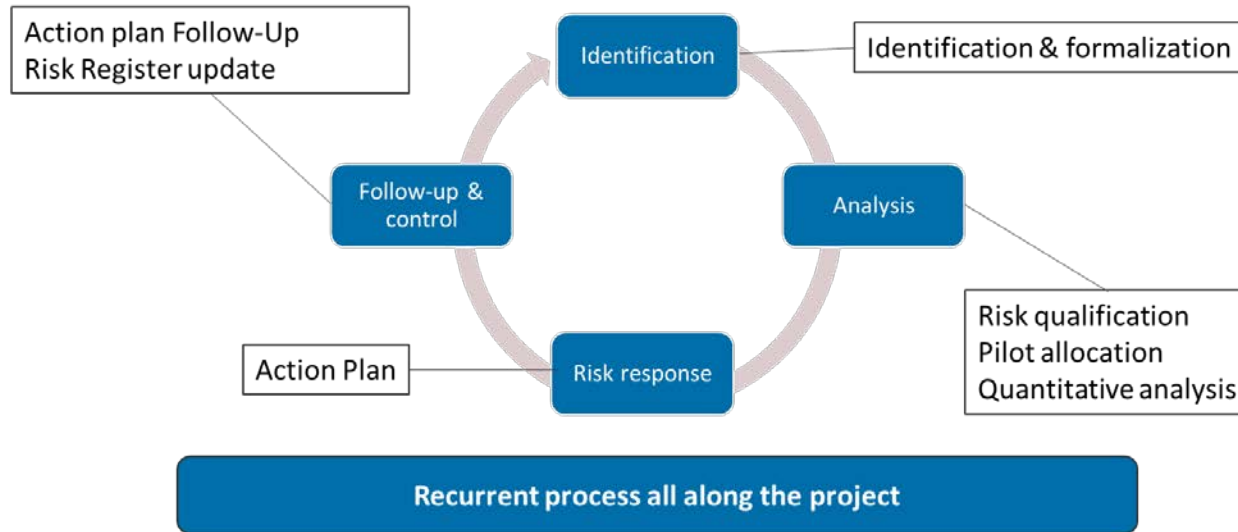 Action plan Follow-Up
Risk Register update
Identification
Identification & formalization
Follow-up &
control
Analysis
Risk qualification
Pilot allocation
Quantitative analysis
Action Plan
Risk response
Recurrent process all along the project